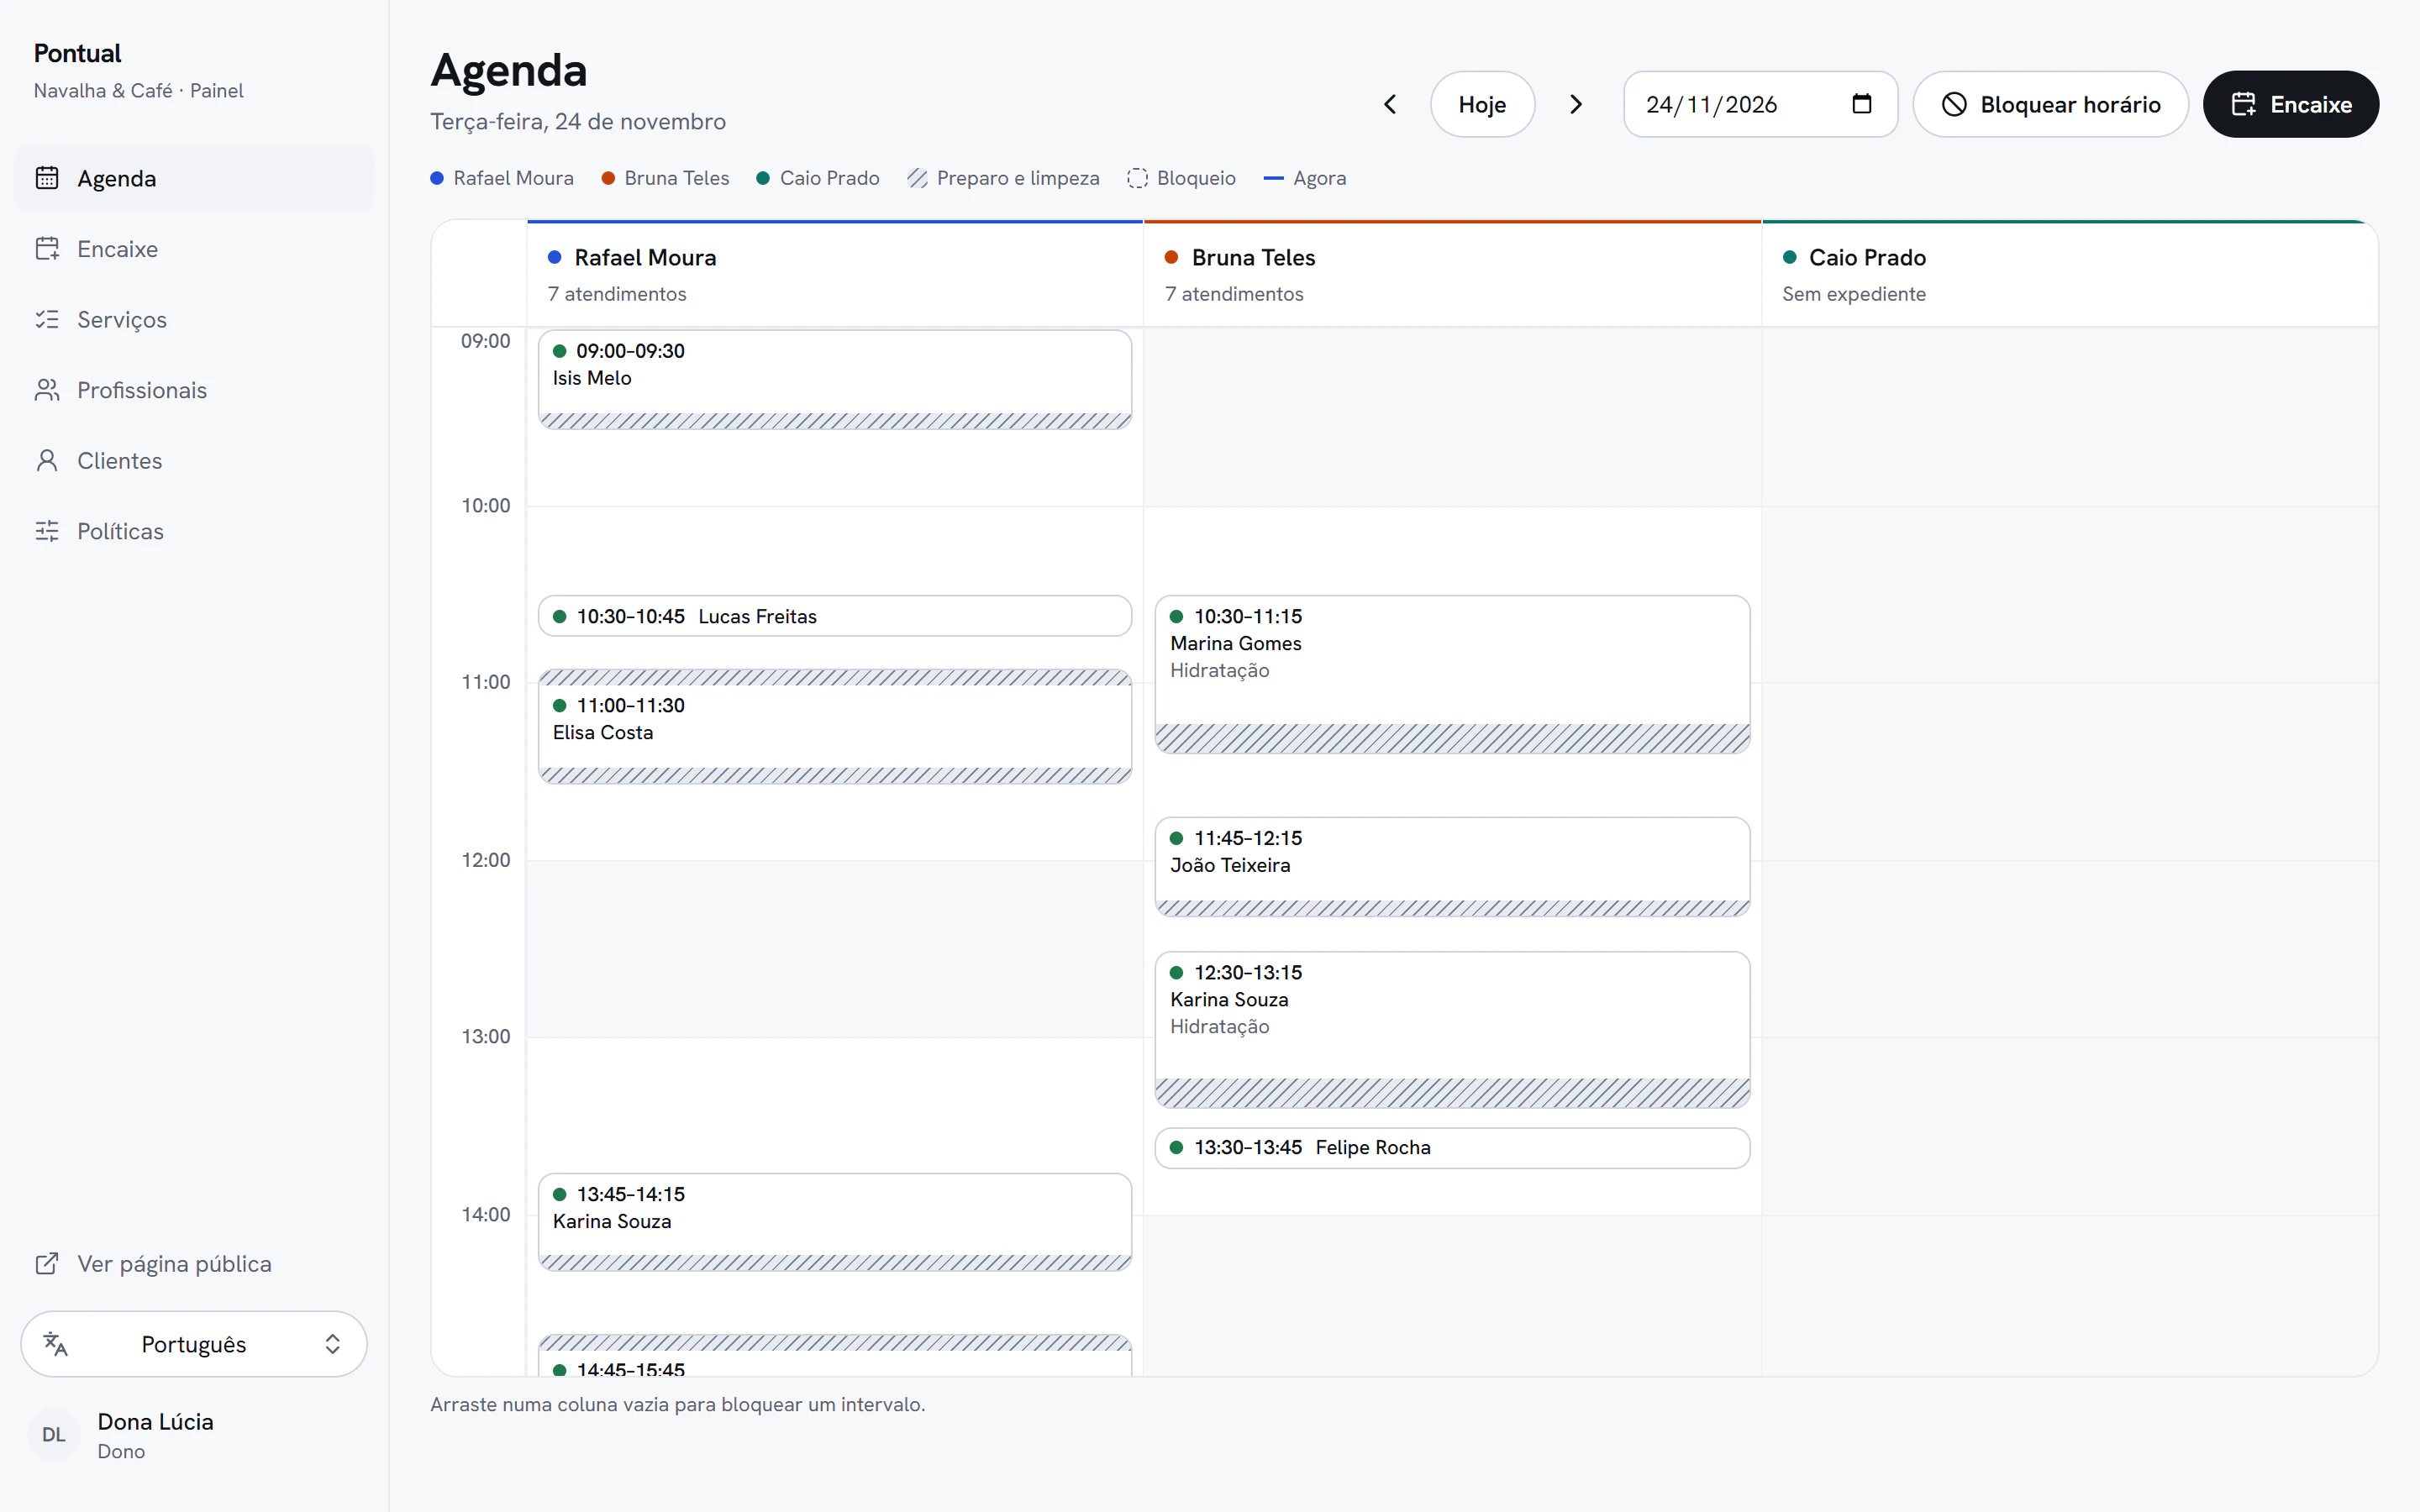 Pontual
Navalha & Café · Painel
Agenda
Encaixe
Serviços
Profissionais
Clientes
Políticas
Ver página pública
Português
DL
Dona Lúcia
Dono
Agenda
Terça-feira, 24 de novembro
Hoje
24/11/2026
Bloquear horário
Encaixe
Rafael Moura
Bruna Teles
Caio Prado
Preparo e limpeza
Bloqueio
Agora
Rafael Moura
7 atendimentos
Bruna Teles
7 atendimentos
Caio Prado
Sem expediente
09:00
10:00
11:00
12:00
13:00
14:00
09:00–09:30
Isis Melo
10:30–10:45 Lucas Freitas
11:00–11:30
Elisa Costa
13:45–14:15
Karina Souza
14:45–15:45
10:30–11:15
Marina Gomes
Hidratação
11:45–12:15
João Teixeira
12:30–13:15
Karina Souza
Hidratação
13:30–13:45 Felipe Rocha
Arraste numa coluna vazia para bloquear um intervalo.